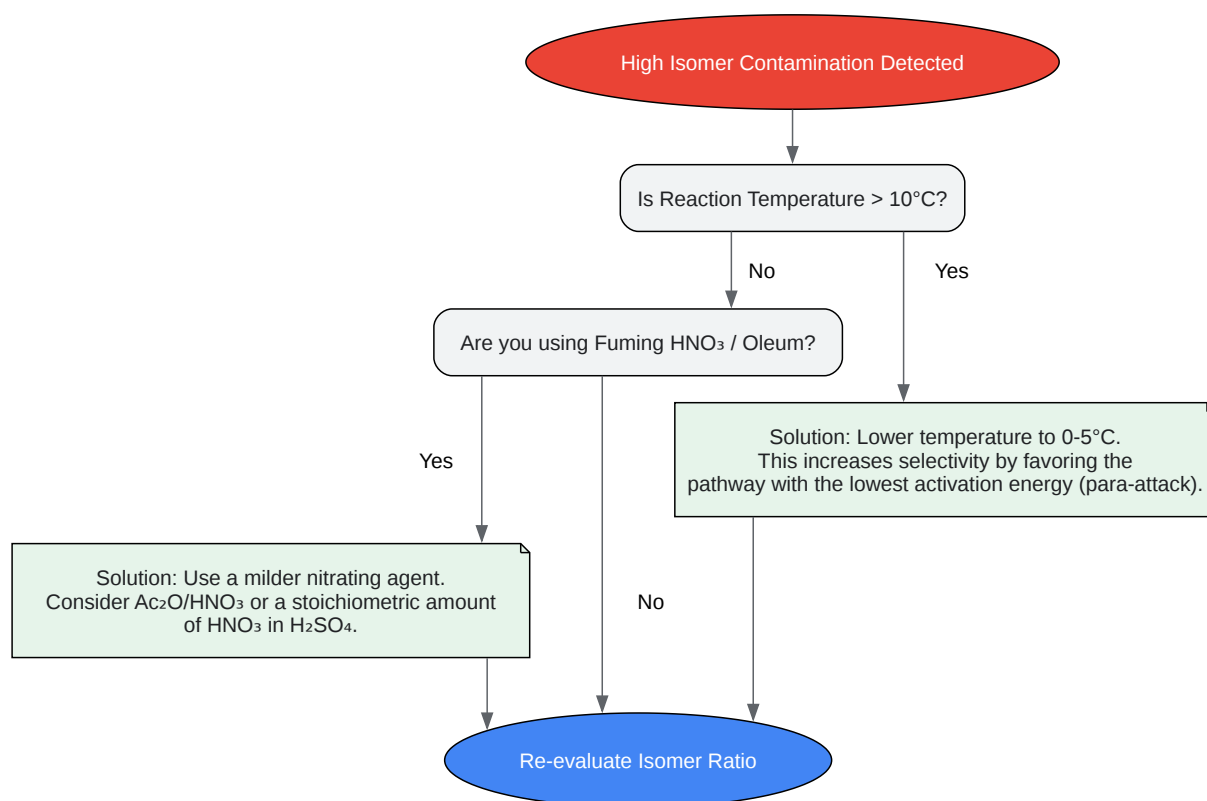 High Isomer Contamination Detected
Is Reaction Temperature > 10°C?
No
Yes
Are you using Fuming HNO₃ / Oleum?
Solution: Lower temperature to 0-5°C.
This increases selectivity by favoring the
pathway with the lowest activation energy (para-attack).
Yes
Solution: Use a milder nitrating agent.
Consider Ac₂O/HNO₃ or a stoichiometric amount
of HNO₃ in H₂SO₄.
No
Re-evaluate Isomer Ratio